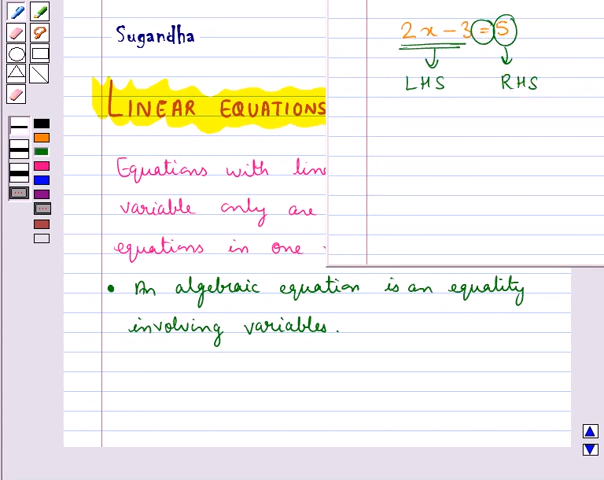 Sugandha
2x - 3 = 5
LHS RHS
LINEAR EQUATIONS
Equations with
variable only are
equations in one
• An algebraic equation is an equality
involving variables.